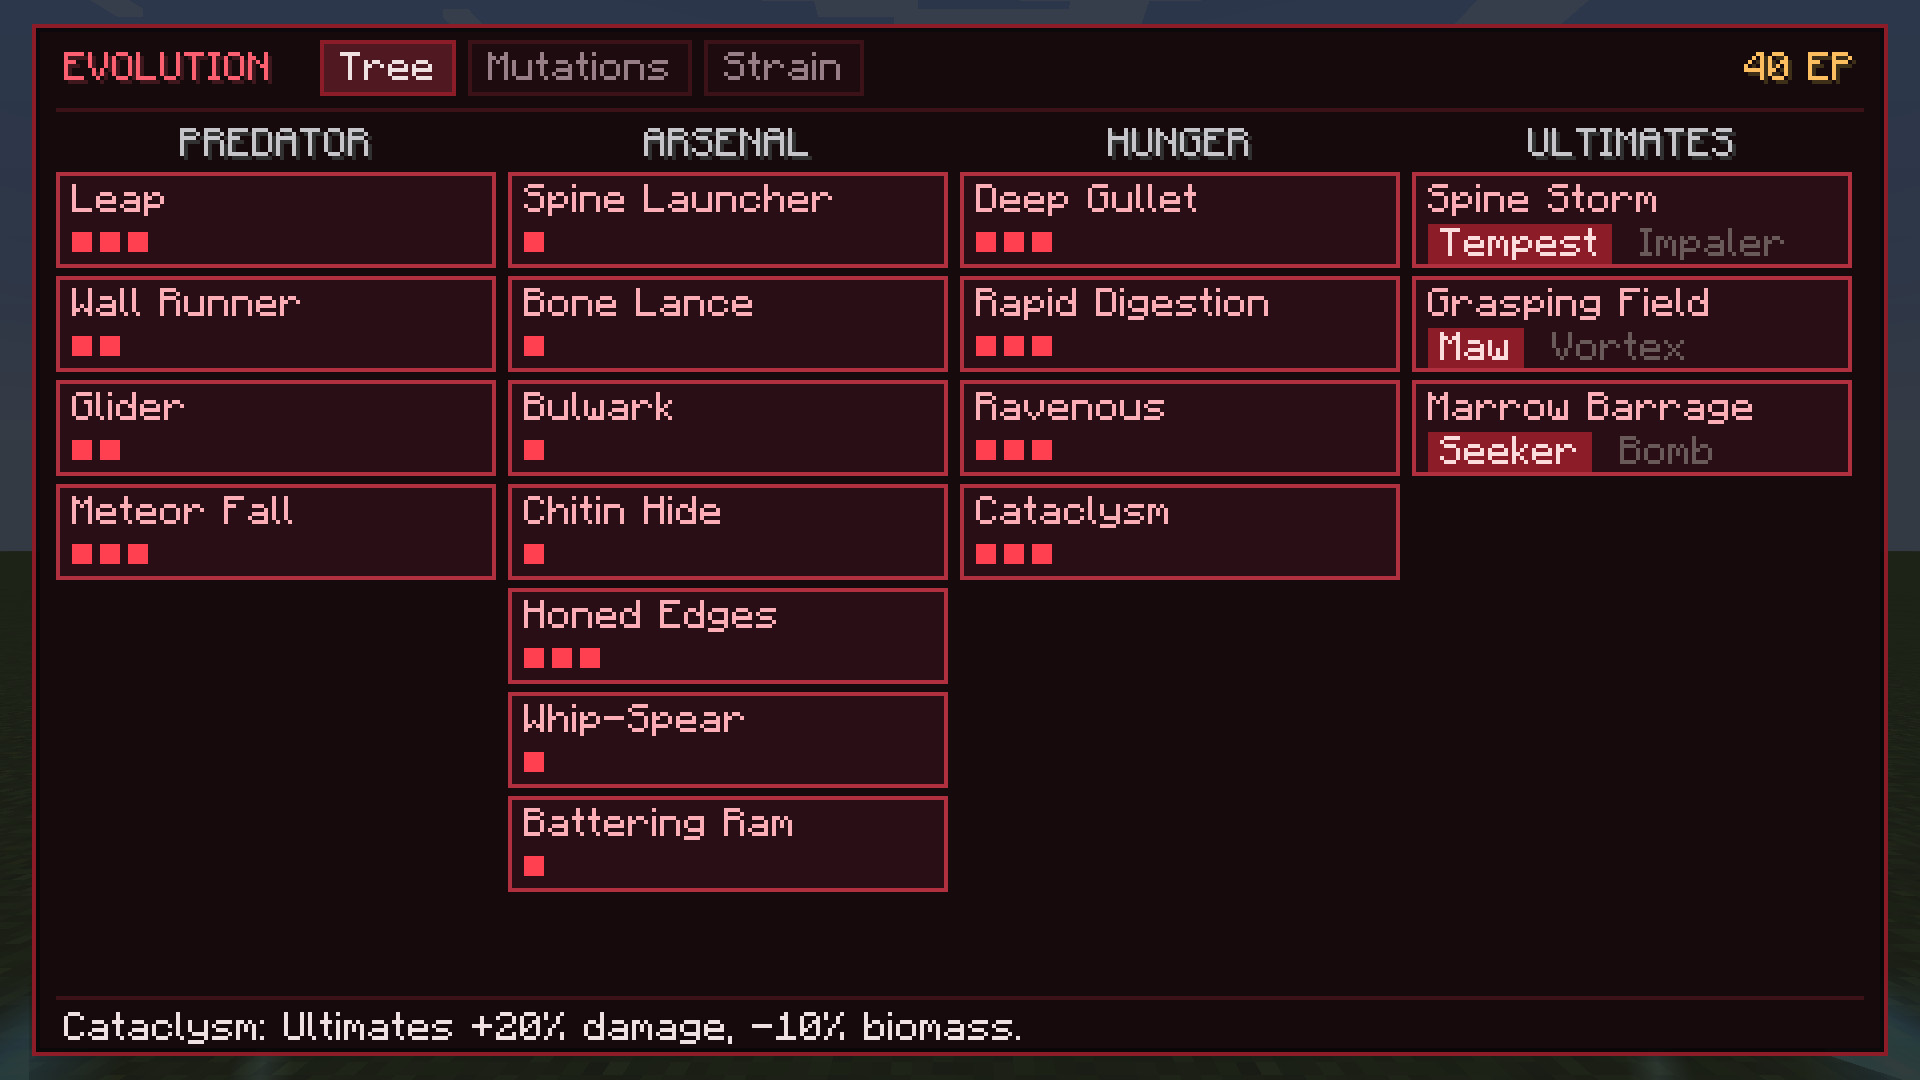 EVOLUTION Tree Mutations Strain 40 EP
PREDATOR ARSENAL HUNGER ULTIMATES
Leap
Wall Runner
Glider
Meteor Fall
Spine Launcher
Bone Lance
Bulwark
Chitin Hide
Honed Edges
Whip-Spear
Battering Ram
Deep Gullet
Rapid Digestion
Ravenous
Cataclysm
Spine Storm
Tempest Impaler
Grasping Field
Maw Vortex
Marrow Barrage
Seeker Bomb
Cataclysm: Ultimates +20% damage, -10% biomass.